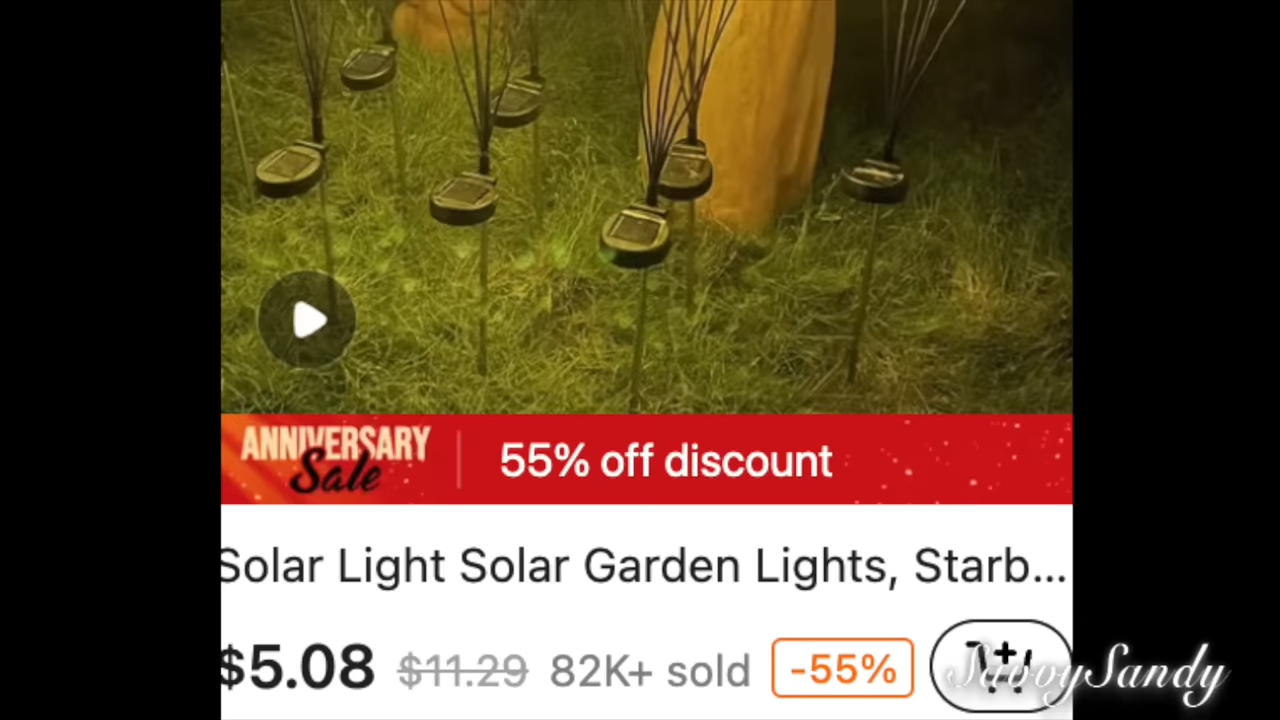 ANNIVERSARY
Sale
55% off discount
Solar Light Solar Garden Lights, Starb...
$5.08 $11.29 82K+ sold -55%
SavvySandy